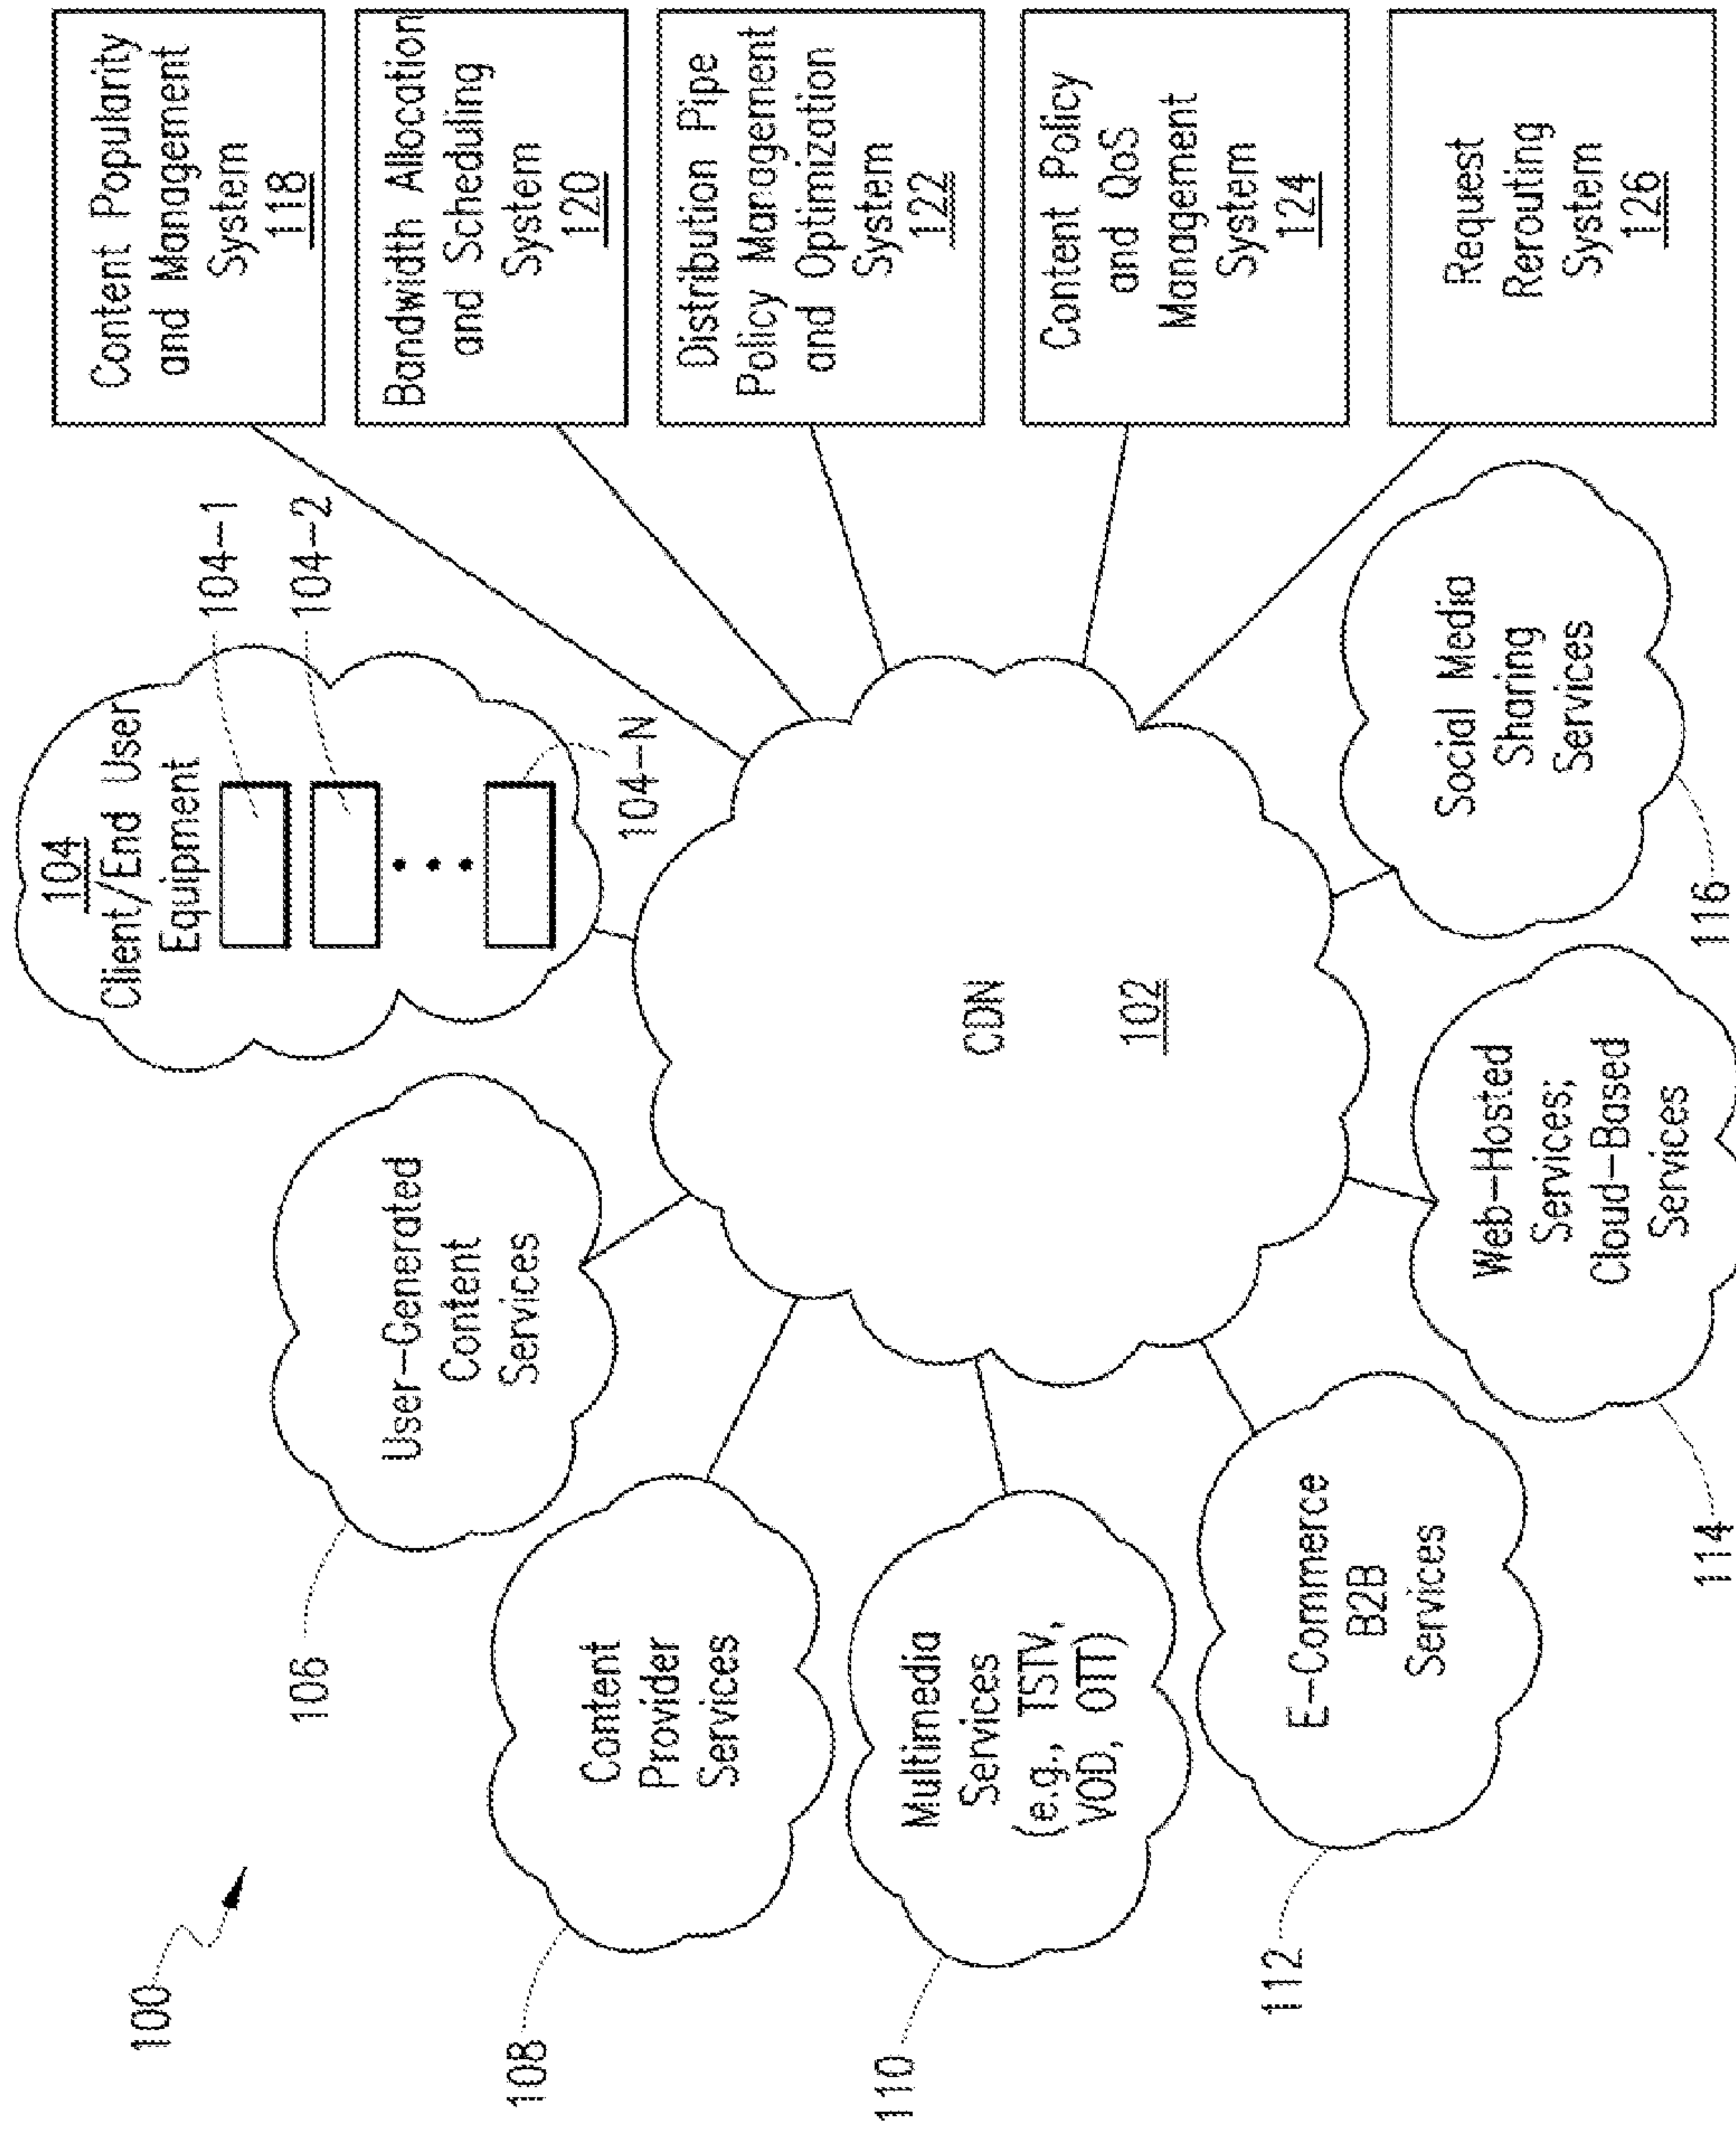 100
104
Client/End User
Equipment
104-1
104-2
104-N
106
User-Generated
Content
Services
108
Content
Provider
Services
110
Multimedia
Services
(e.g., TSTV,
VOD, OTT)
112
E-Commerce
B2B
Services
114
Web-Hosted
Services;
Cloud-Based
Services
116
Social Media
Sharing
Services
CDN
102
Content Popularity
and Management
System
118
Bandwidth Allocation
and Scheduling
System
120
Distribution Pipe
Policy Management
and Optimization
System
122
Content Policy
and QoS
Management
System
124
Request
Rerouting
System
126